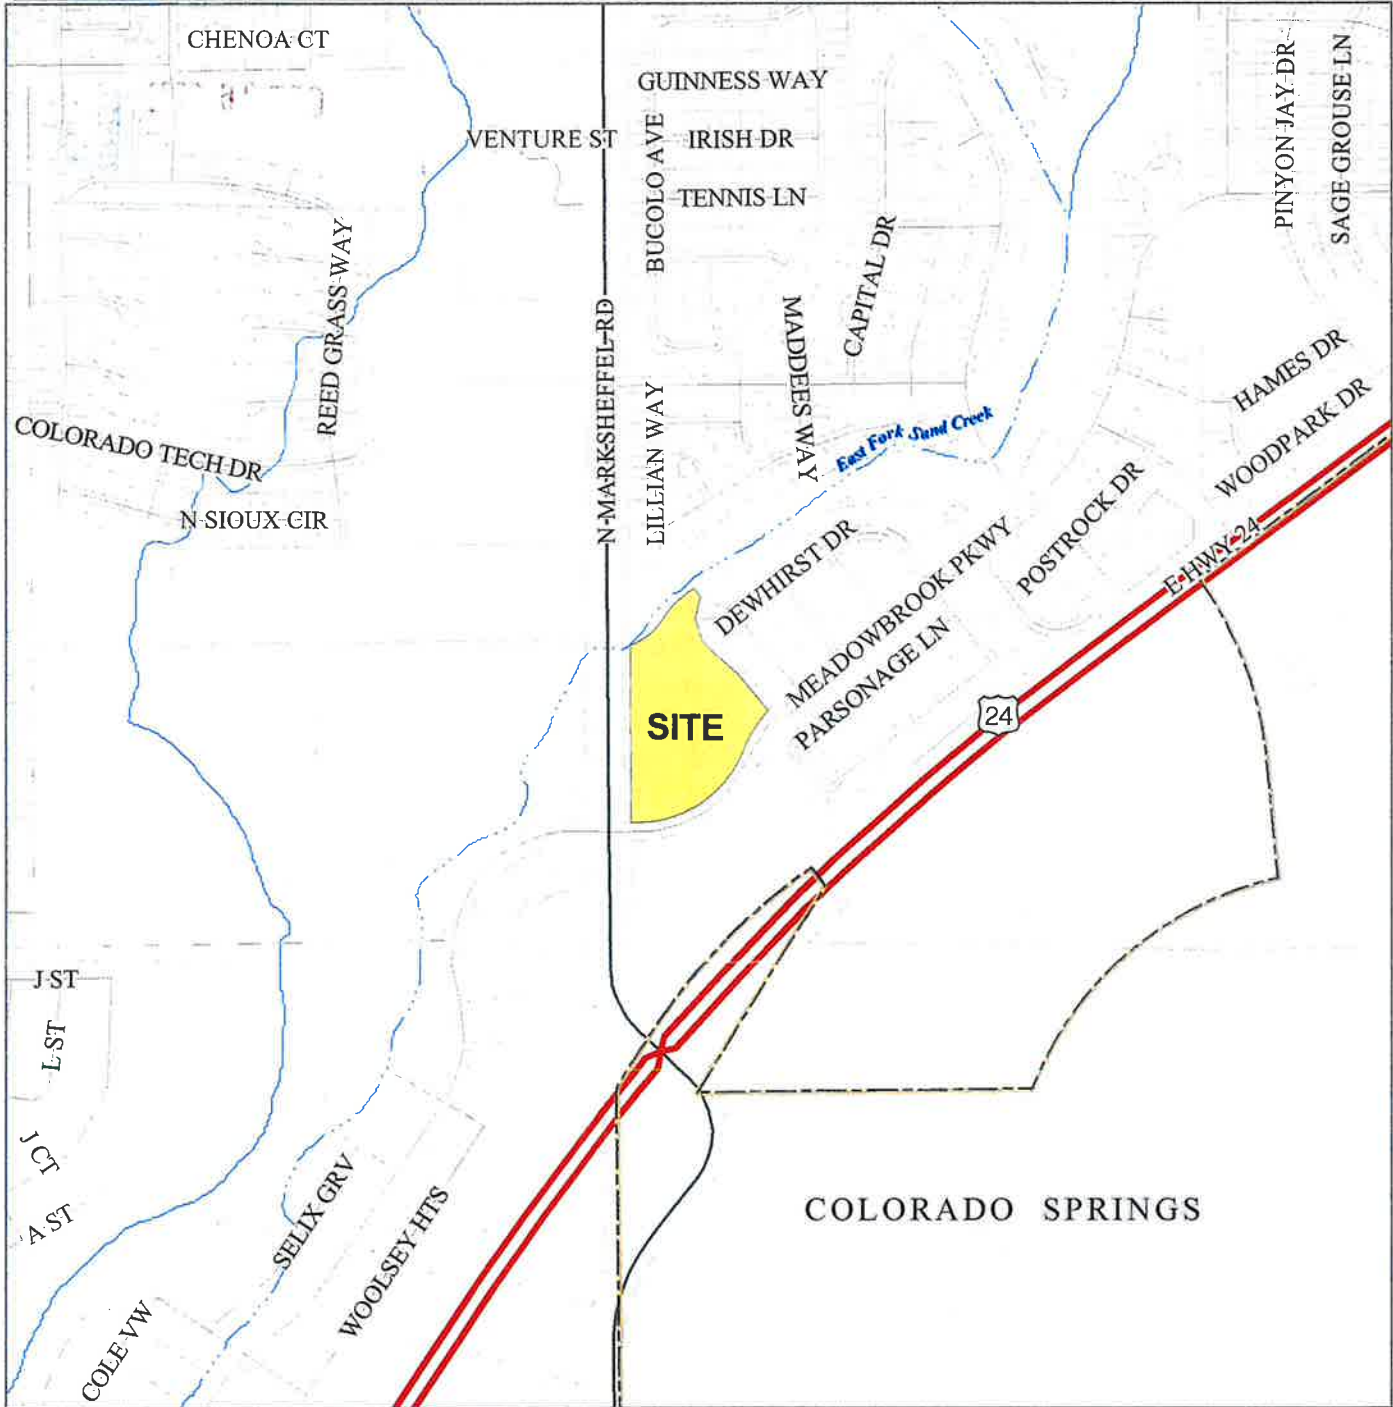 CHENOA CT
GUINNESS WAY
VENTURE ST
BUCOLO AVE
IRISH DR
TENNIS LN
PINYON JAY DR
SAGE GROUSE LN
REED GRASS WAY
N MARKSHEFFEL RD
CAPITAL DR
MADDEES WAY
HAMES DR
WOODPARK DR
COLORADO TECH DR
LILLIAN WAY
East Fork Sand Creek
N SIOUX CIR
DEWHIRST DR
MEADOWBROOK PKWY
POSTROCK DR
E HWY 24
PARSONAGE LN
SITE
24
J ST
L ST
J CT
A ST
SELIX GRV
WOOLSEY HTS
COLE VW
COLORADO SPRINGS